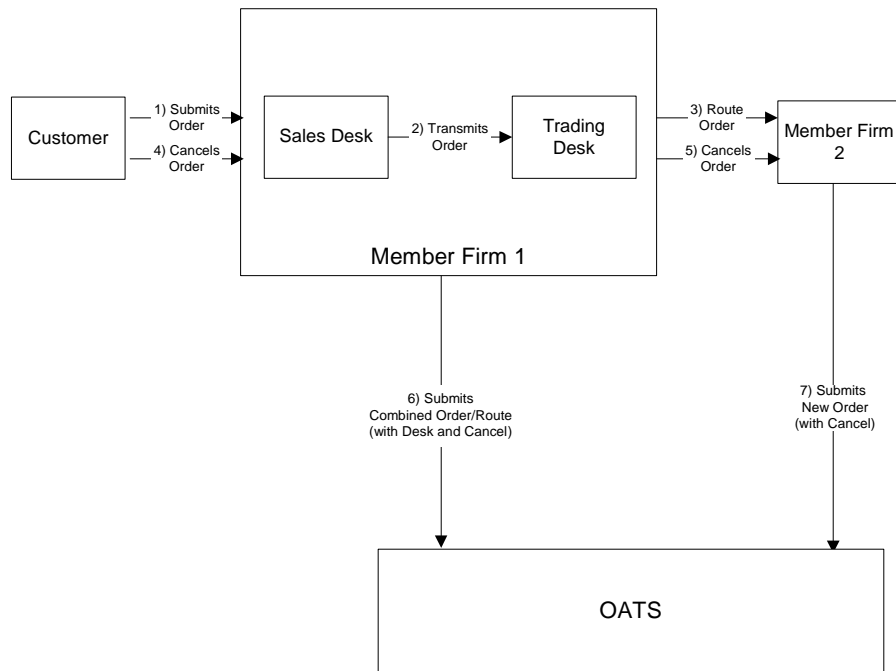 1) Submits
Order
Customer
4) Cancels
Order
Sales Desk
2) Transmits
Order
Trading
Desk
3) Route
Order
5) Cancels
Order
Member Firm
2
Member Firm 1
6) Submits
Combined Order/Route
(with Desk and Cancel)
7) Submits
New Order
(with Cancel)
OATS